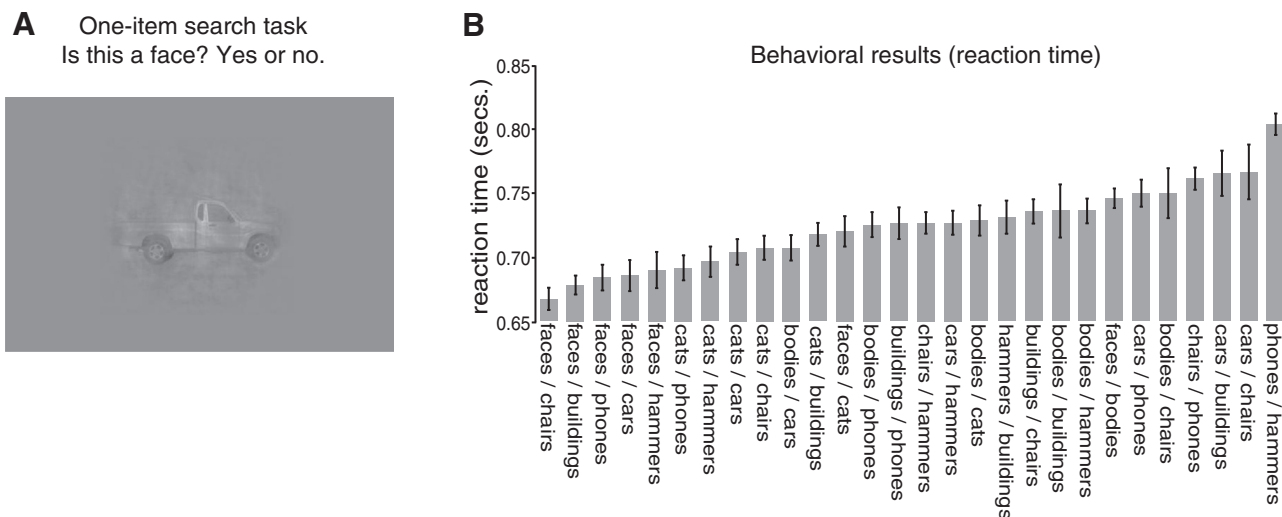 A
One-item search task
Is this a face? Yes or no.
B
Behavioral results (reaction time)
reaction time (secs.)
0.85
0.80
0.75
0.70
0.65
faces / chairs
faces / buildings
faces / phones
faces / cars
faces / hammers
cats / phones
cats / hammers
cats / cars
cats / chairs
bodies / cars
cats / buildings
faces / cats
bodies / phones
buildings / phones
chairs / hammers
cars / hammers
bodies / cats
hammers / buildings
buildings / chairs
bodies / buildings
bodies / hammers
faces / bodies
cars / phones
bodies / chairs
chairs / phones
cars / buildings
cars / chairs
phones / hammers